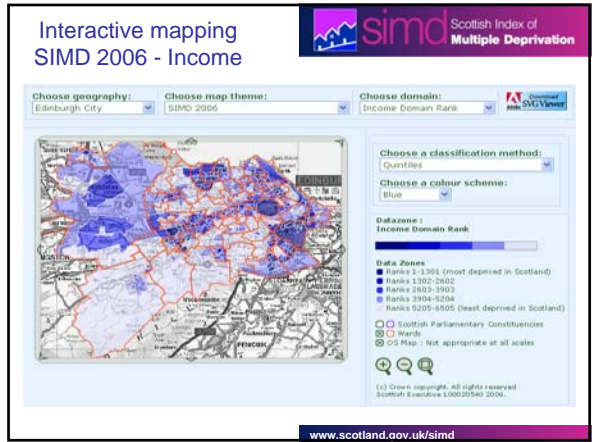 Interactive mapping
SIMD 2006 - Income
simd Scottish Index of
Multiple Deprivation
Choose geography: Choose map theme: Choose domain:
Edinburgh City SIMD 2006 Income Domain Rank
Adobe Download
SVG Viewer
Choose a classification method:
Quintiles
Choose a colour scheme:
Blue
Datazone :
Income Domain Rank
Data Zones
Ranks 1-1301 (most deprived in Scotland)
Ranks 1302-2602
Ranks 2603-3903
Ranks 3904-5204
Ranks 5205-6505 (least deprived in Scotland)
Scottish Parliamentary Constituencies
Wards
OS Map : Not appropriate at all scales
(c) Crown copyright. All rights reserved
Scottish Executive 100020540 2006.
PENICUIK
www.scotland.gov.uk/simd